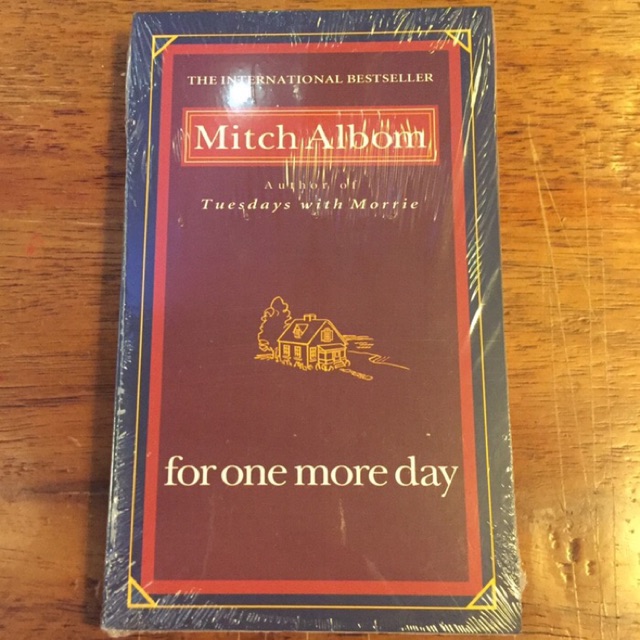 THE INTERNATIONAL BESTSELLER
Mitch Albom
Author of
Tuesdays with Morrie
for one more day